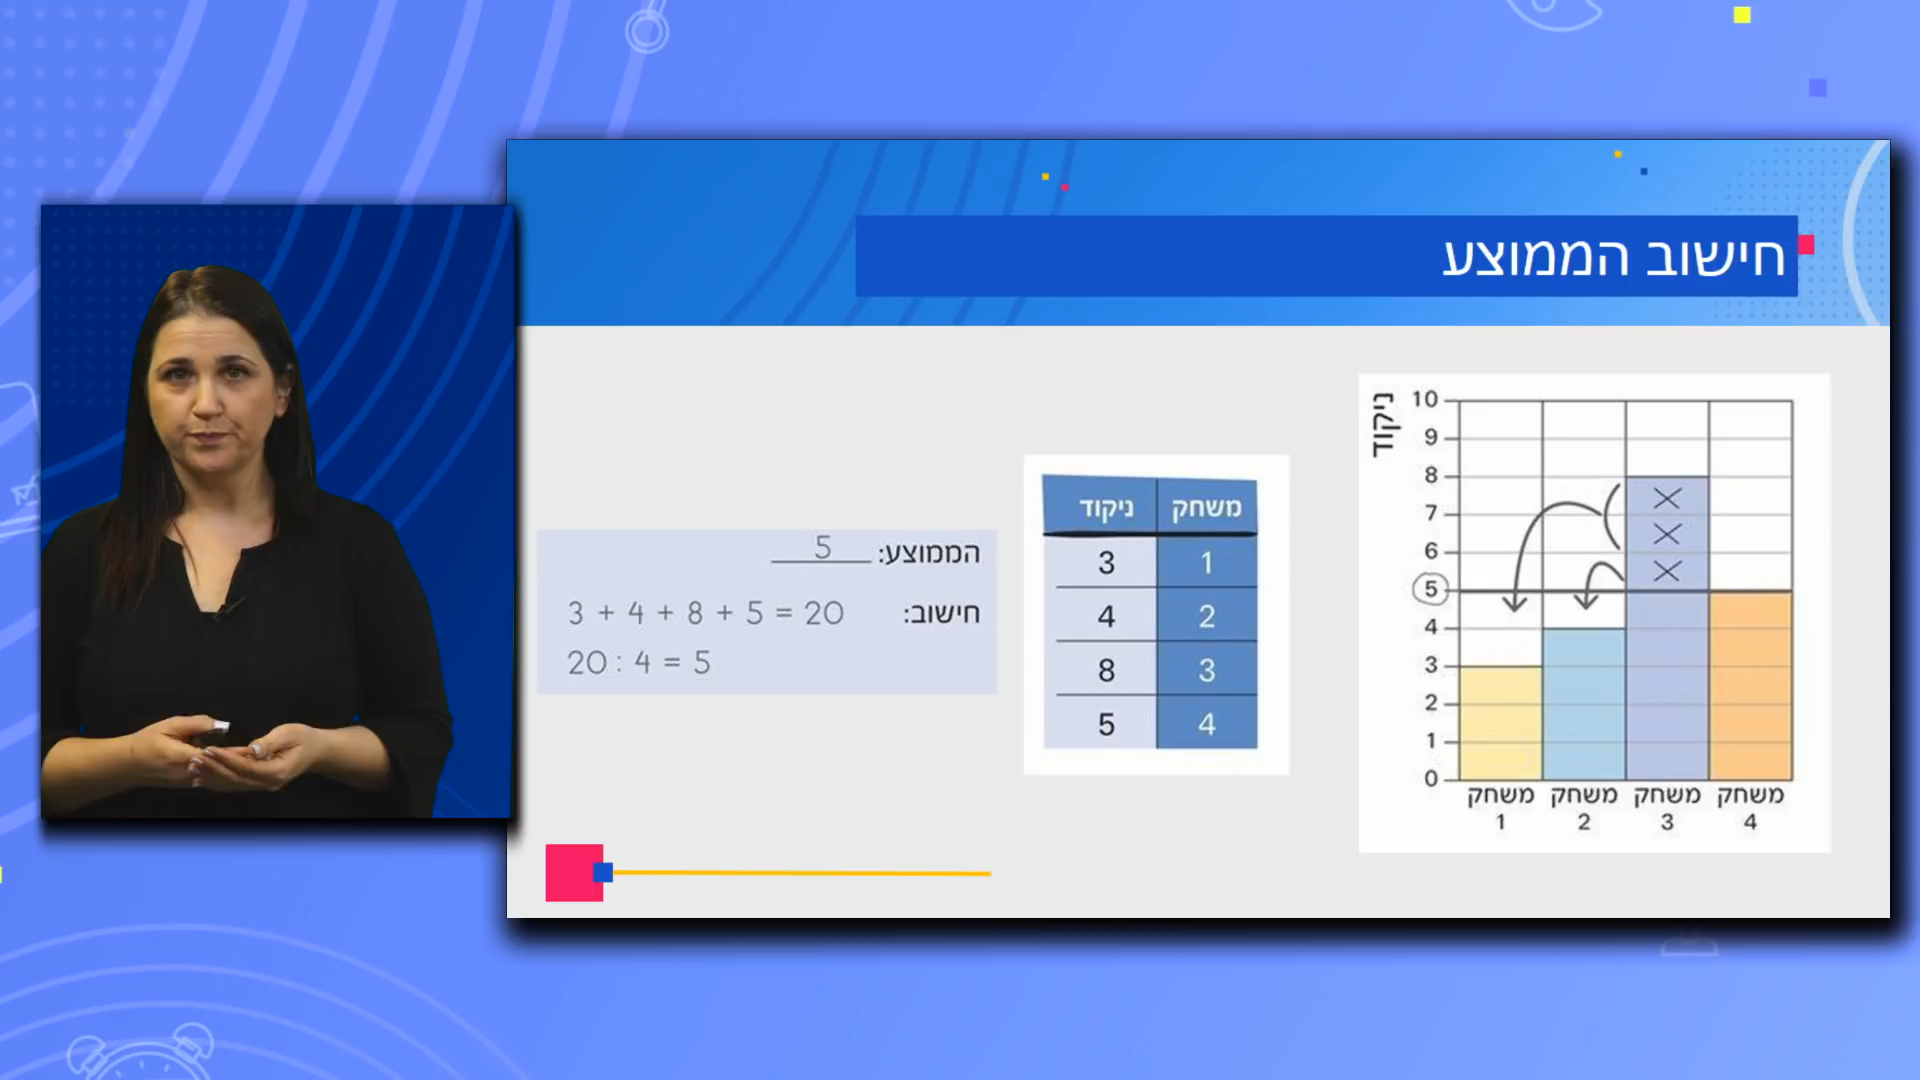 חישוב הממוצע
ניקוד
10
9
8
7
6
5
4
3
2
1
0
משחק 1
משחק 2
משחק 3
משחק 4
משחק ניקוד
1 3
2 4
3 8
4 5
הממוצע: 5
חישוב: 3 + 4 + 8 + 5 = 20
20 : 4 = 5